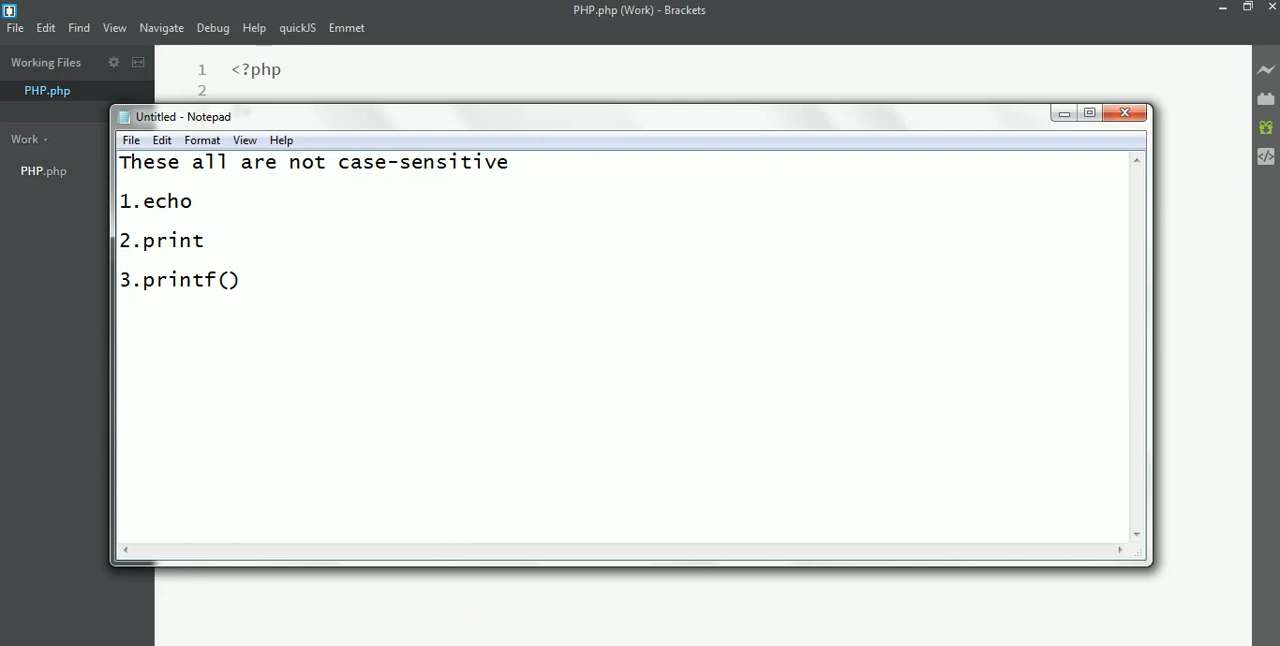 PHP.php (Work) - Brackets
File Edit Find View Navigate Debug Help quickJS Emmet
Working Files
PHP.php
Work
PHP.php
1 <?php
2
Untitled - Notepad
File Edit Format View Help
These all are not case-sensitive
1.echo
2.print
3.printf()